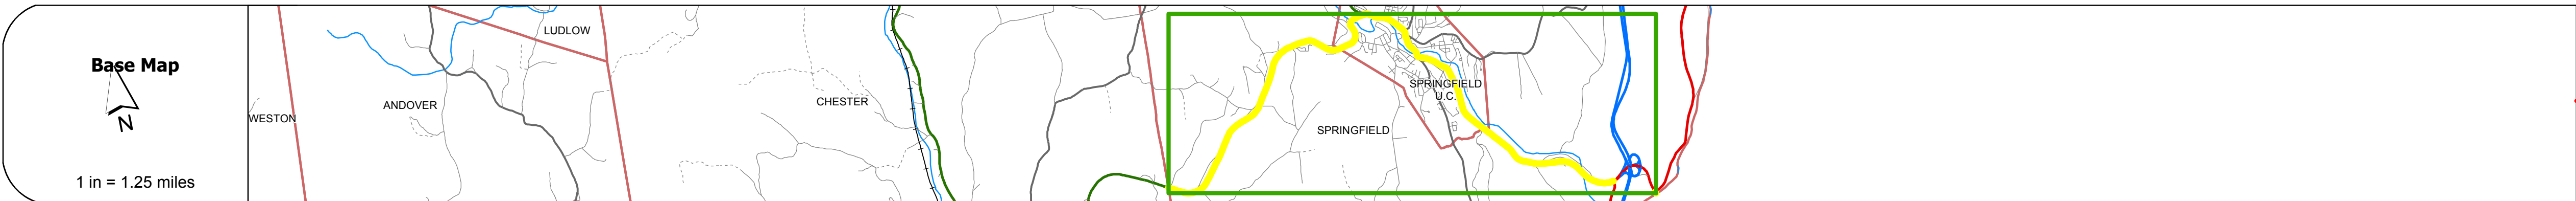 Base Map
N
1 in = 1.25 miles
WESTON
ANDOVER
LUDLOW
CHESTER
SPRINGFIELD
SPRINGFIELD
U.C.